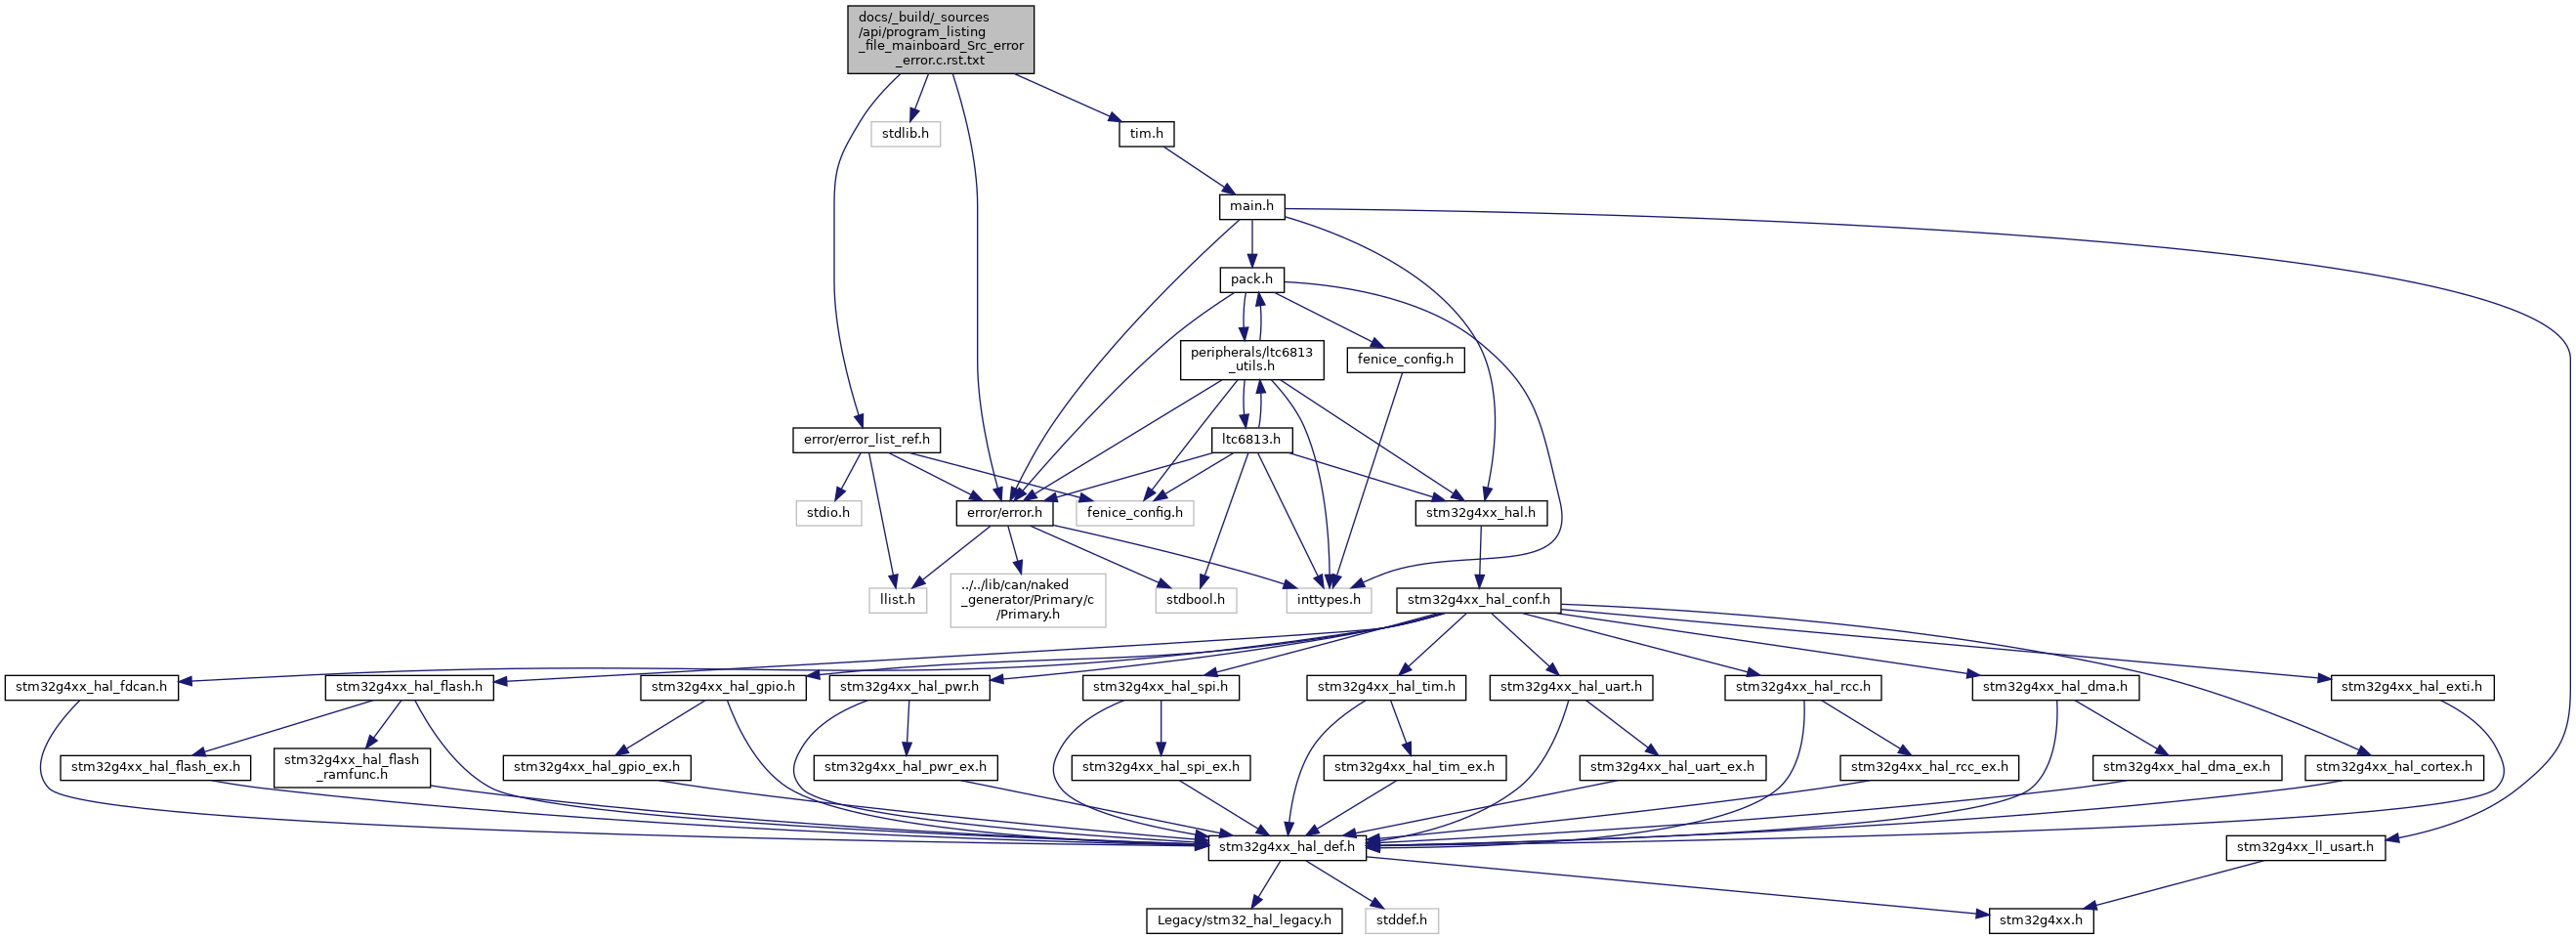 docs/_build/_sources
/api/program_listing
_file_mainboard_Src_error
_error.c.rst.txt
stdlib.h
tim.h
main.h
pack.h
peripherals/ltc6813
_utils.h
fenice_config.h
error/error_list_ref.h
ltc6813.h
stdio.h
error/error.h
fenice_config.h
stm32g4xx_hal.h
llist.h
../../lib/can/naked
_generator/Primary/c
/Primary.h
stdbool.h
inttypes.h
stm32g4xx_hal_conf.h
stm32g4xx_hal_fdcan.h
stm32g4xx_hal_flash.h
stm32g4xx_hal_gpio.h
stm32g4xx_hal_pwr.h
stm32g4xx_hal_spi.h
stm32g4xx_hal_tim.h
stm32g4xx_hal_uart.h
stm32g4xx_hal_rcc.h
stm32g4xx_hal_dma.h
stm32g4xx_hal_exti.h
stm32g4xx_hal_flash_ex.h
stm32g4xx_hal_flash
_ramfunc.h
stm32g4xx_hal_gpio_ex.h
stm32g4xx_hal_pwr_ex.h
stm32g4xx_hal_spi_ex.h
stm32g4xx_hal_tim_ex.h
stm32g4xx_hal_uart_ex.h
stm32g4xx_hal_rcc_ex.h
stm32g4xx_hal_dma_ex.h
stm32g4xx_hal_cortex.h
stm32g4xx_hal_def.h
stm32g4xx_ll_usart.h
Legacy/stm32_hal_legacy.h
stddef.h
stm32g4xx.h